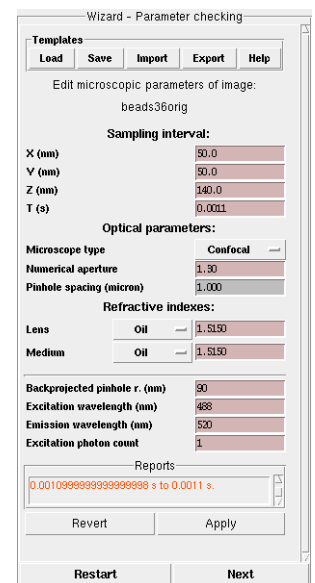 Wizard - Parameter checking
Templates
Load Save Import Export Help
Edit microscopic parameters of image:
beads36orig
Sampling interval:
X (nm) 50.0
Y (nm) 50.0
Z (nm) 140.0
T (s) 0.0011
Optical parameters:
Microscope type Confocal
Numerical aperture 1.30
Pinhole spacing (micron) 1.000
Refractive indexes:
Lens Oil 1.5150
Medium Oil 1.5150
Backprojected pinhole r. (nm) 90
Excitation wavelength (nm) 488
Emission wavelength (nm) 520
Excitation photon count 1
Reports
0.0010999999999999998 s to 0.0011 s.
Revert Apply
Restart Next